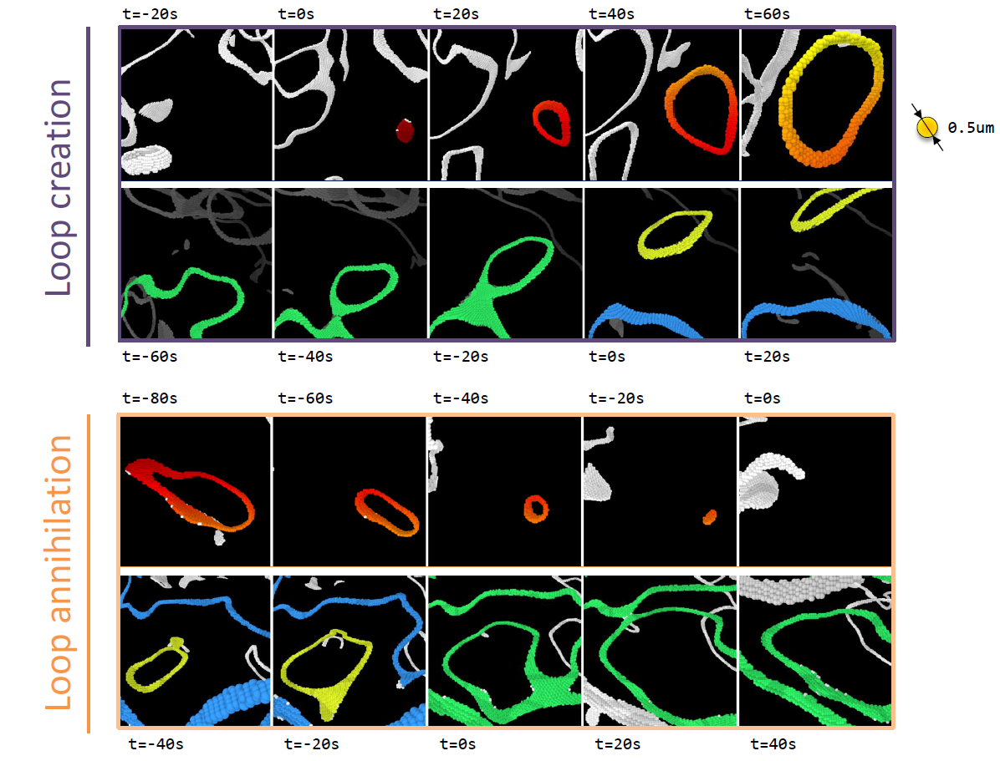 t=-20s t=0s t=20s t=40s t=60s
Loop creation
0.5um
t=-60s t=-40s t=-20s t=0s t=20s
t=-80s t=-60s t=-40s t=-20s t=0s
Loop annihilation
t=-40s t=-20s t=0s t=20s t=40s